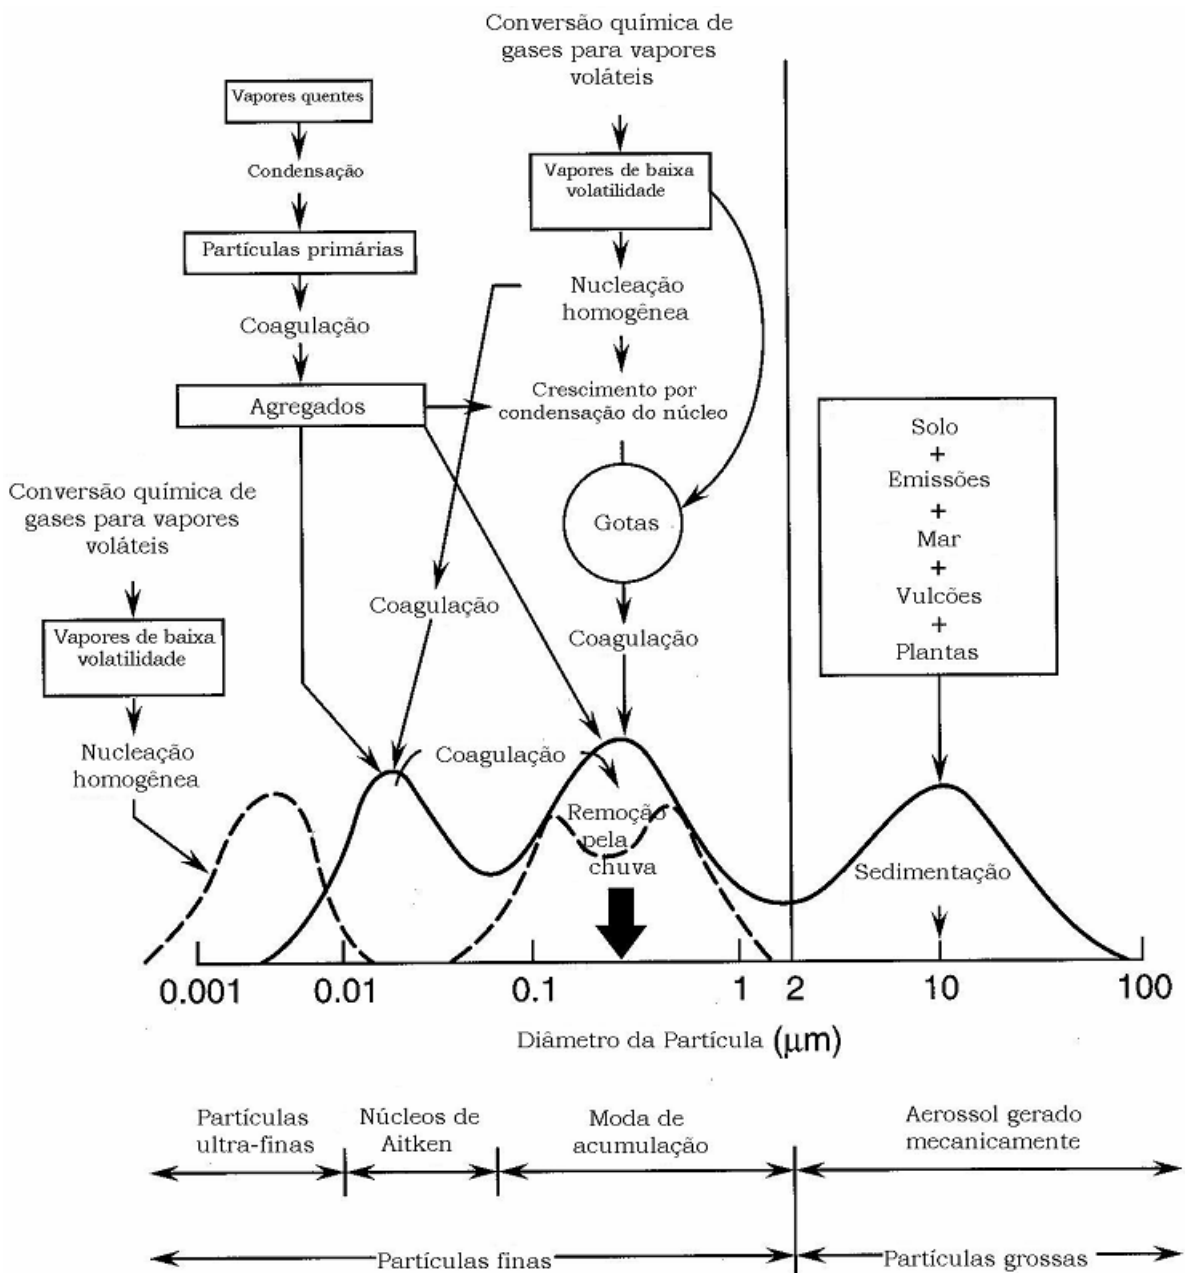 Conversão química de
gases para vapores
voláteis
Vapores quentes
Condensação
Partículas primárias
Coagulação
Agregados
Vapores de baixa
volatilidade
Nucleação
homogênea
Crescimento por
condensação do núcleo
Gotas
Coagulação
Coagulação
Conversão química de
gases para vapores
voláteis
Vapores de baixa
volatilidade
Nucleação
homogênea
Coagulação
Remoção
pela
chuva
Solo
+
Emissões
+
Mar
+
Vulcões
+
Plantas
Sedimentação
0.001 0.01 0.1 1 2 10 100
Diâmetro da Partícula (µm)
Partículas
ultra-finas
Núcleos de
Aitken
Moda de
acumulação
Aerossol gerado
mecanicamente
Partículas finas
Partículas grossas